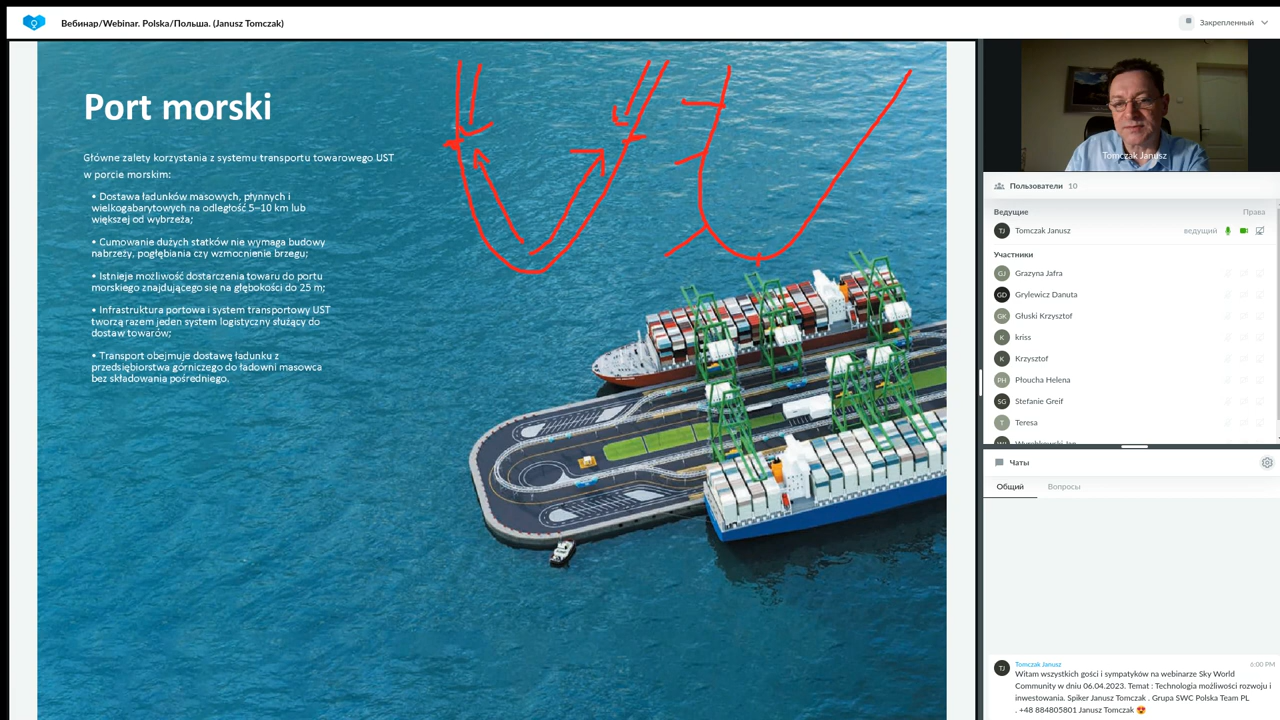 Вебинар/Webinar. Polska/Польша. (Janusz Tomczak)
Закрепленный
Port morski
Główne zalety korzystania z systemu transportu towarowego UST
w porcie morskim:
• Dostawa ładunków masowych, płynnych i
wielkogabarytowych na odległość 5–10 km lub
większej od wybrzeża;
• Cumowanie dużych statków nie wymaga budowy
nabrzeży, pogłębiania czy wzmocnienie brzegu;
• Istnieje możliwość dostarczenia towaru do portu
morskiego znajdującego się na głębokości do 25 m;
• Infrastruktura portowa i system transportowy UST
tworzą razem jeden system logistyczny służący do
dostaw towarów;
• Transport obejmuje dostawę ładunku z
przedsiębiorstwa górniczego do ładowni masowca
bez składowania pośredniego.
Tomczak Janusz
Пользователи 10
Ведущие Права
TJ Tomczak Janusz ведущий
Участники
GJ Grazyna Jafra
GD Grylewicz Danuta
GK Głuski Krzysztof
K kriss
K Krzysztof
PH Płoucha Helena
SG Stefanie Greif
T Teresa
Чаты
Общий Вопросы
TJ Tomczak Janusz 6:00 PM
Witam wszystkich gości i sympatyków na webinarze Sky World
Community w dniu 06.04.2023. Temat : Technologia możliwości rozwoju i
inwestowania. Spiker Janusz Tomczak . Grupa SWC Polska Team PL
. +48 884805801 Janusz Tomczak 😍